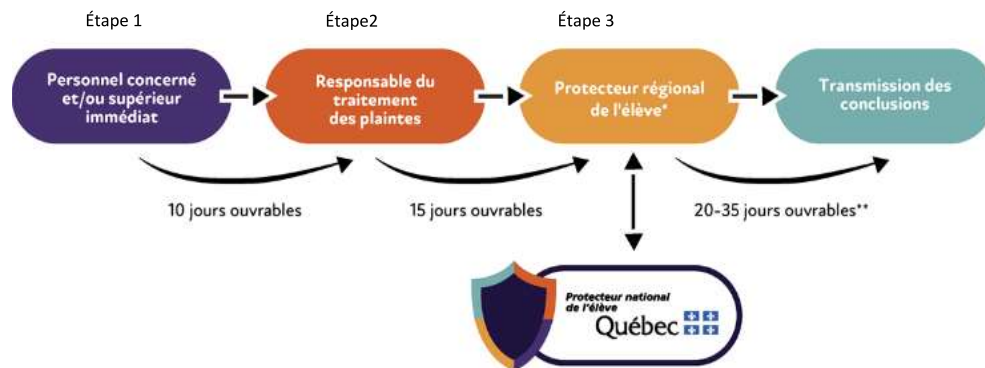 Étape 1
Étape2
Étape 3
Personnel concerné
et/ou supérieur
immédiat
Responsable du
traitement
des plaintes
Protecteur régional
de l'élève*
Transmission des
conclusions
10 jours ouvrables
15 jours ouvrables
20-35 jours ouvrables**
Protecteur national
de l'élève
Québec